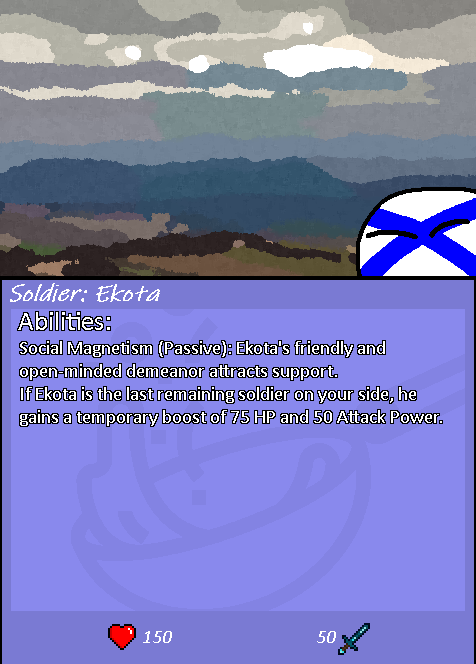 Soldier: Ekota
Abilities:
Social Magnetism (Passive): Ekota's friendly and
open-minded demeanor attracts support.
If Ekota is the last remaining soldier on your side, he
gains a temporary boost of 75 HP and 50 Attack Power.
150
50